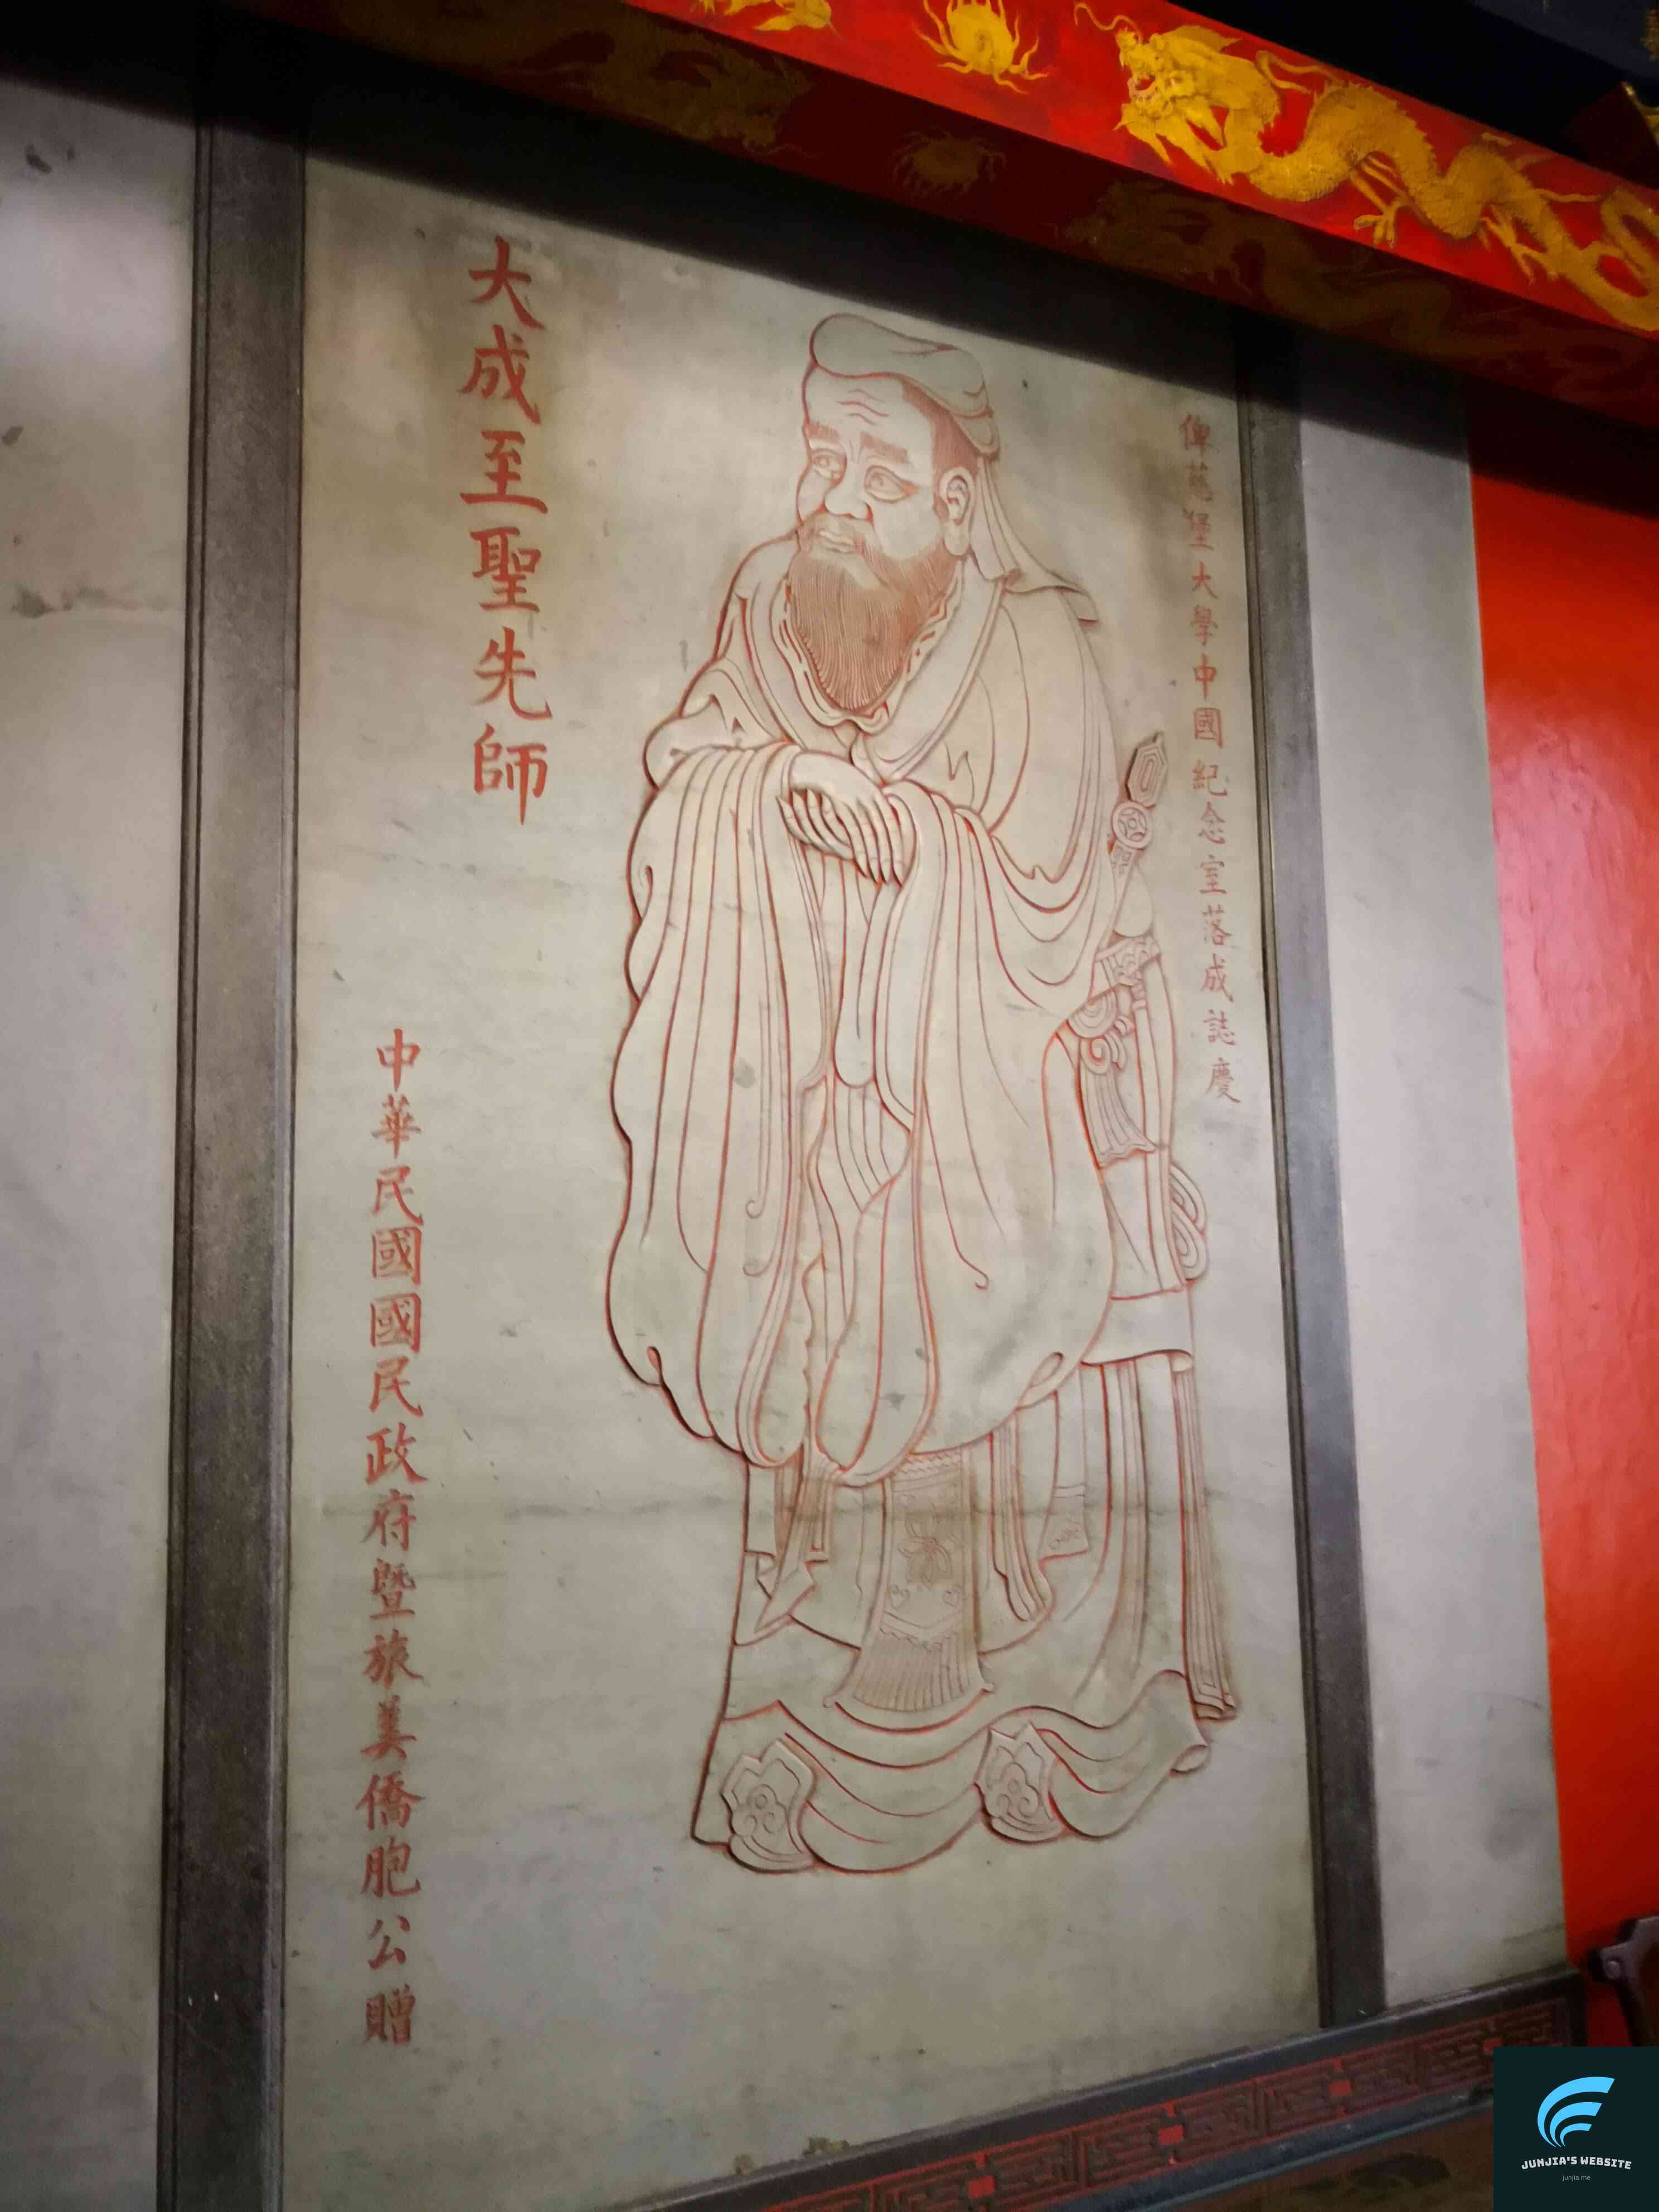 俾茲堡大學中國紀念室落成誌慶
大成至聖先師
中華民國國民政府暨旅美僑胞公贈
JUNJIA'S WEBSITE
junjia.me